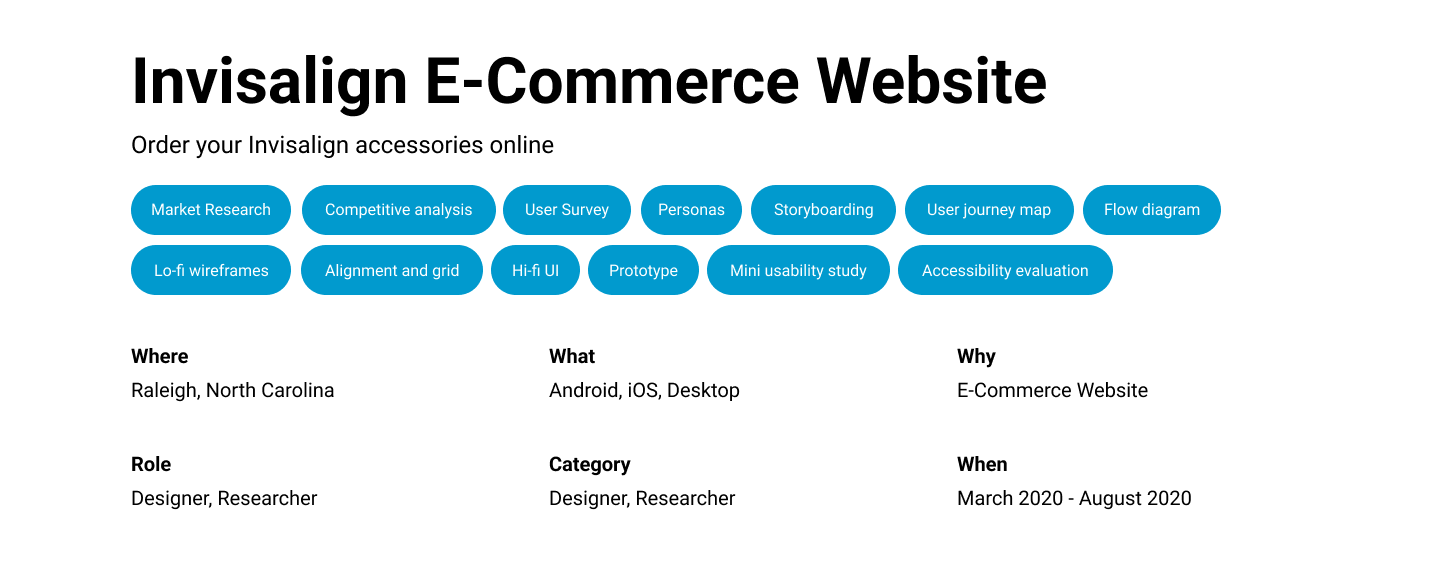 Invisalign E-Commerce Website
Order your Invisalign accessories online
Market Research Competitive analysis User Survey Personas Storyboarding User journey map Flow diagram
Lo-fi wireframes Alignment and grid Hi-fi UI Prototype Mini usability study Accessibility evaluation
Where What Why
Raleigh, North Carolina Android, iOS, Desktop E-Commerce Website
Role Category When
Designer, Researcher Designer, Researcher March 2020 - August 2020